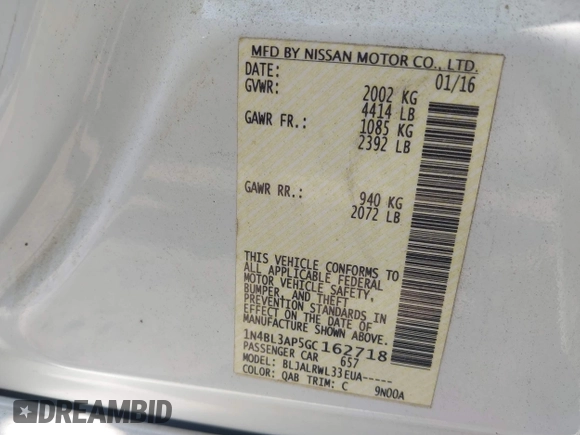 MFD BY NISSAN MOTOR CO., LTD.
DATE: 01/16
GVWR: 2002 KG
4414 LB
GAWR FR.: 1085 KG
2392 LB
GAWR RR.: 940 KG
2072 LB
THIS VEHICLE CONFORMS TO
ALL APPLICABLE FEDERAL
MOTOR VEHICLE SAFETY,
BUMPER, AND THEFT
PREVENTION STANDARDS IN
EFFECT ON THE DATE OF
MANUFACTURE SHOWN ABOVE.
1N4BL3AP5GC162718
PASSENGER CAR 657
MODEL: BLJALRWL33EUA-----
COLOR: QAB TRIM: C 9N00A
DREAMBID